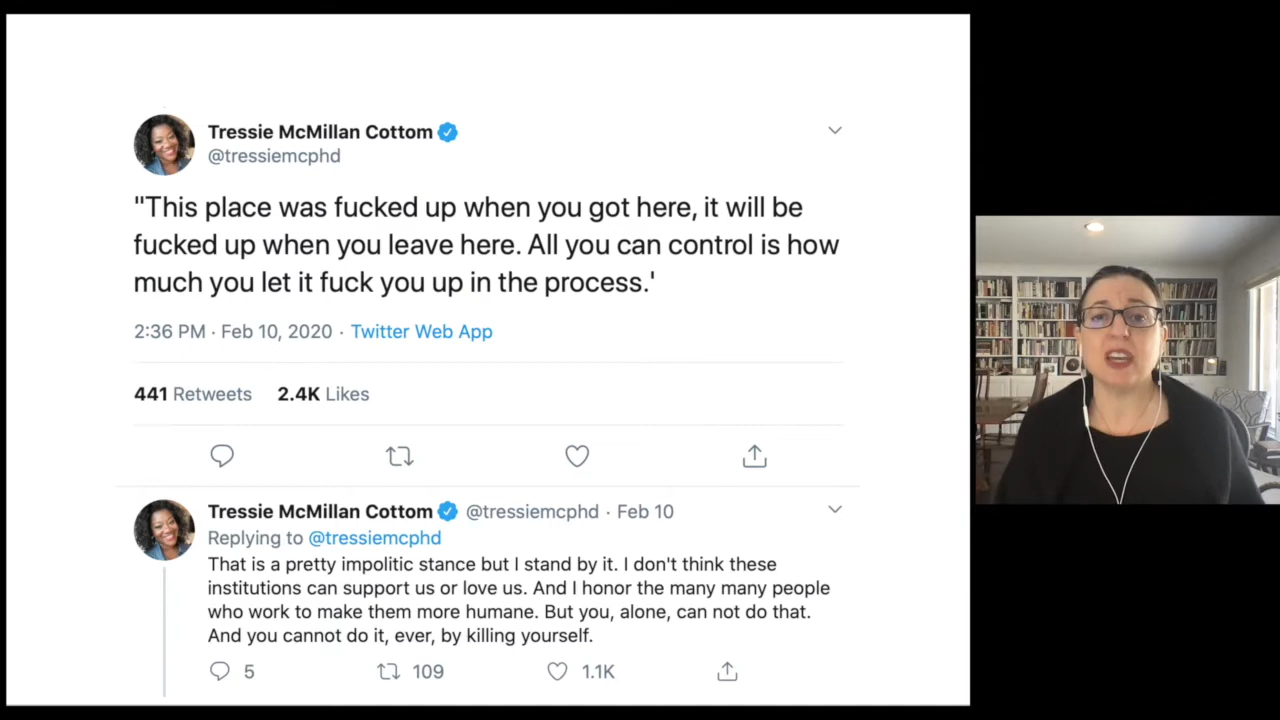 Tressie McMillan Cottom
@tressiemcphd
"This place was fucked up when you got here, it will be
fucked up when you leave here. All you can control is how
much you let it fuck you up in the process.'
2:36 PM · Feb 10, 2020 · Twitter Web App
441 Retweets 2.4K Likes
Tressie McMillan Cottom @tressiemcphd · Feb 10
Replying to @tressiemcphd
That is a pretty impolitic stance but I stand by it. I don't think these
institutions can support us or love us. And I honor the many many people
who work to make them more humane. But you, alone, can not do that.
And you cannot do it, ever, by killing yourself.
5 109 1.1K